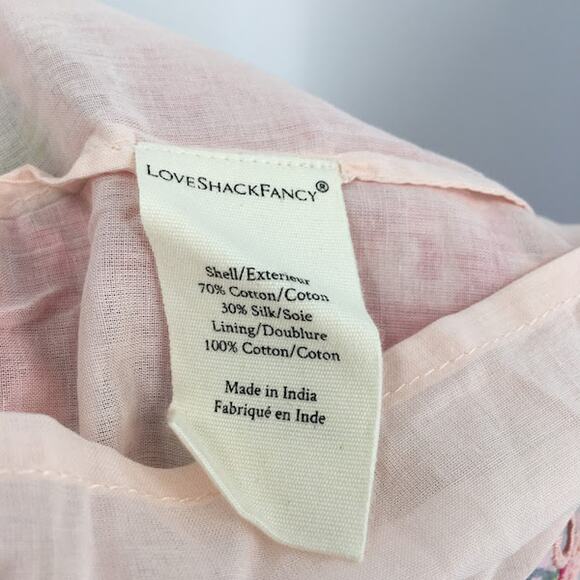 LOVESHACKFANCY®
Shell/Exterieur
70% Cotton/Coton
30% Silk/Soie
Lining/Doublure
100% Cotton/Coton
Made in India
Fabriqué en Inde